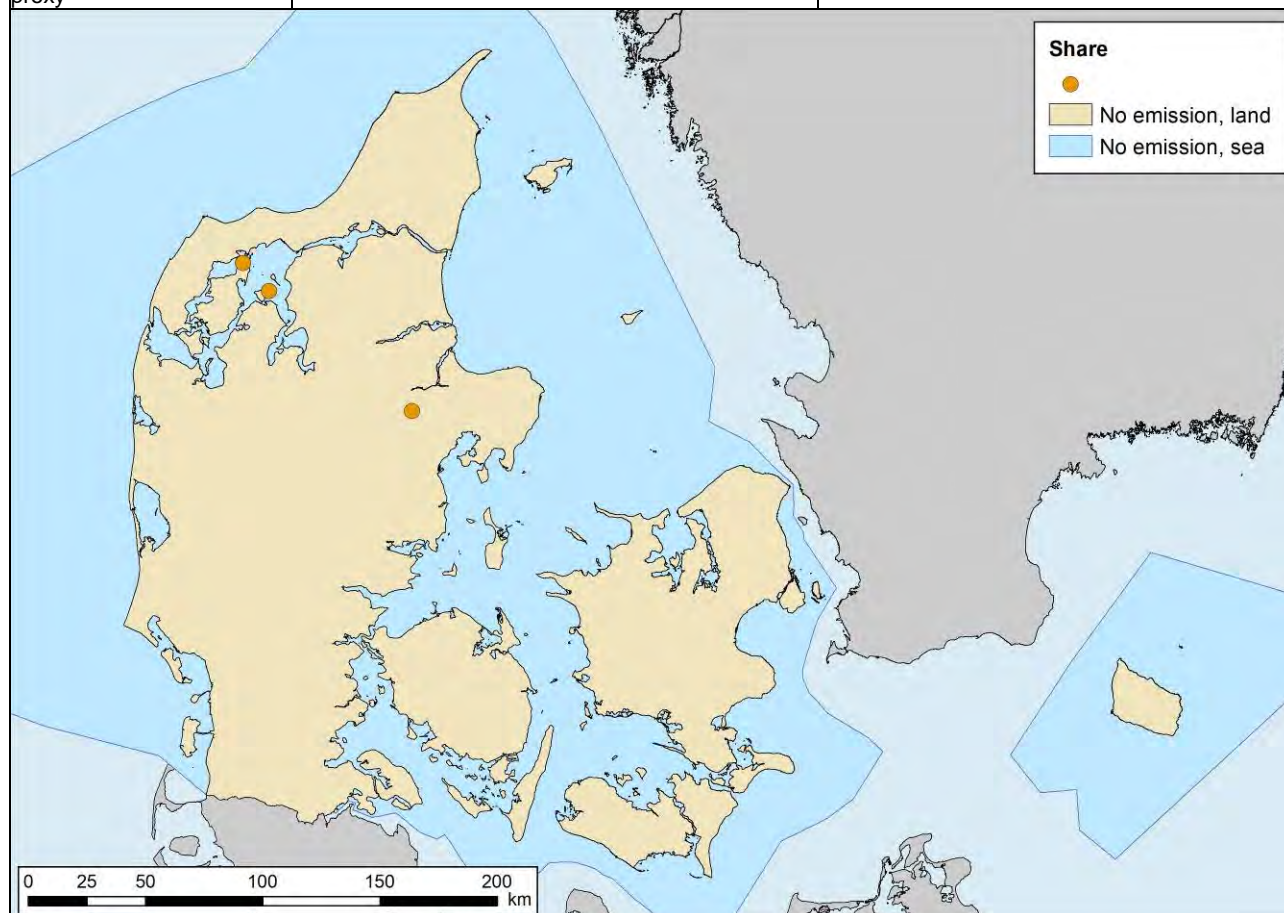 proxy
Share
No emission, land
No emission, sea
0 25 50 100 150 200
km